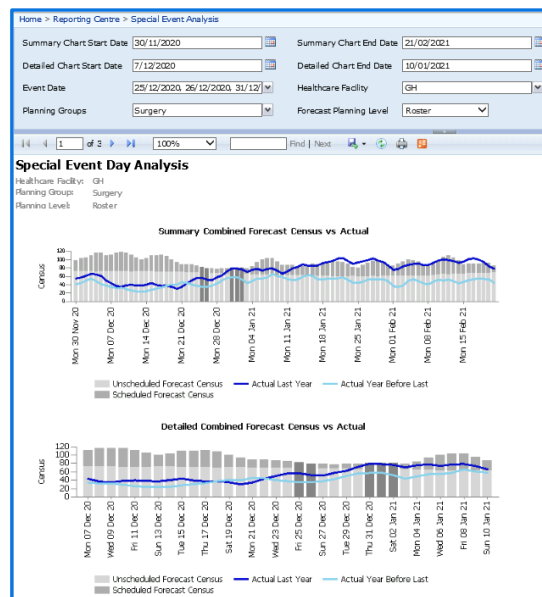 Home > Reporting Centre > Special Event Analysis
Summary Chart Start Date 30/11/2020 Summary Chart End Date 21/02/2021
Detailed Chart Start Date 7/12/2020 Detailed Chart End Date 10/01/2021
Event Date 25/12/2020, 26/12/2020, 31/12/ Healthcare Facility GH
Planning Groups Surgery Forecast Planning Level Roster
1 of 3 100% Find | Next
Special Event Day Analysis
Healthcare Facility: GH
Planning Group: Surgery
Planning Level: Roster
Summary Combined Forecast Census vs Actual
Census
120
100
80
60
40
20
0
Mon 30 Nov 20
Mon 07 Dec 20
Mon 14 Dec 20
Mon 21 Dec 20
Mon 28 Dec 20
Mon 04 Jan 21
Mon 11 Jan 21
Mon 18 Jan 21
Mon 25 Jan 21
Mon 01 Feb 21
Mon 08 Feb 21
Mon 15 Feb 21
Unscheduled Forecast Census Actual Last Year Actual Year Before Last
Scheduled Forecast Census
Detailed Combined Forecast Census vs Actual
Census
120
100
80
60
40
20
0
Mon 07 Dec 20
Wed 09 Dec 20
Fri 11 Dec 20
Sun 13 Dec 20
Tue 15 Dec 20
Thu 17 Dec 20
Sat 19 Dec 20
Mon 21 Dec 20
Wed 23 Dec 20
Fri 25 Dec 20
Sun 27 Dec 20
Tue 29 Dec 20
Thu 31 Dec 20
Sat 02 Jan 21
Mon 04 Jan 21
Wed 06 Jan 21
Fri 08 Jan 21
Sun 10 Jan 21
Unscheduled Forecast Census Actual Last Year Actual Year Before Last
Scheduled Forecast Census